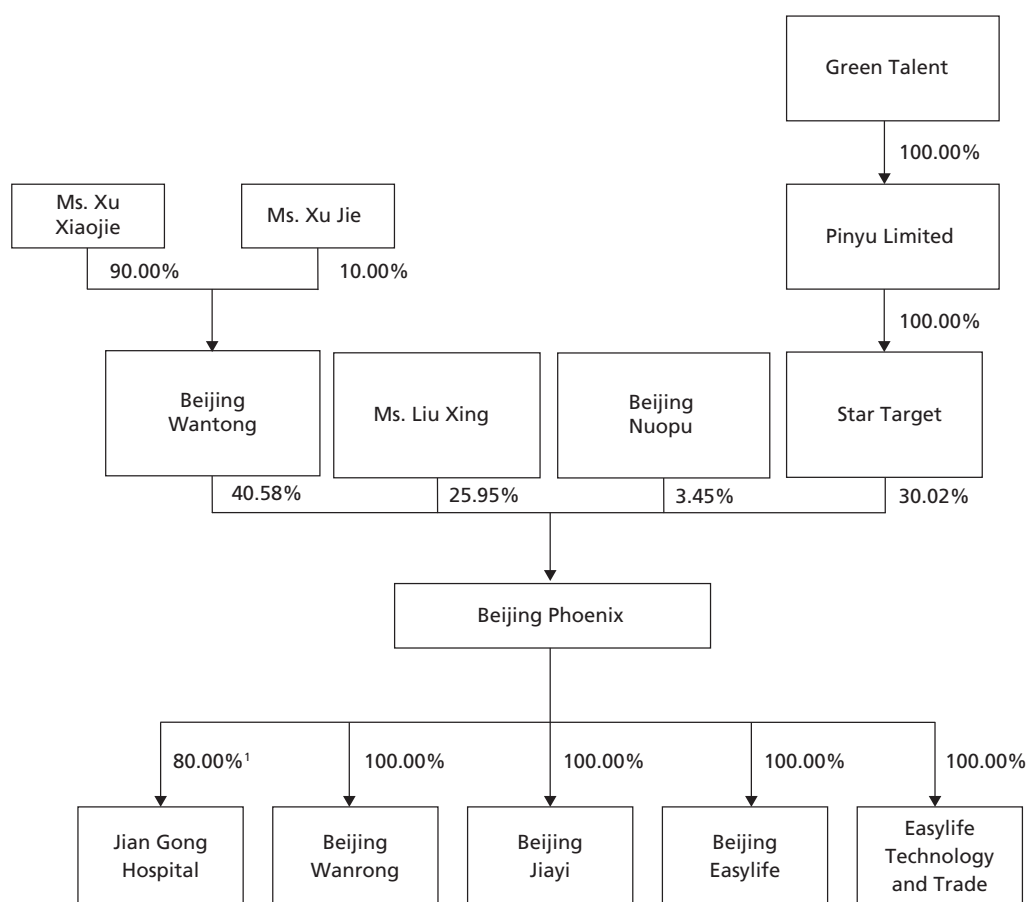 Green Talent
100.00%
Ms. Xu
Xiaojie
Ms. Xu Jie
Pinyu Limited
90.00%
10.00%
100.00%
Beijing
Wantong
Ms. Liu Xing
Beijing
Nuopu
Star Target
40.58%
25.95%
3.45%
30.02%
Beijing Phoenix
80.00%¹
100.00%
100.00%
100.00%
100.00%
Jian Gong
Hospital
Beijing
Wanrong
Beijing
Jiayi
Beijing
Easylife
Easylife
Technology
and Trade